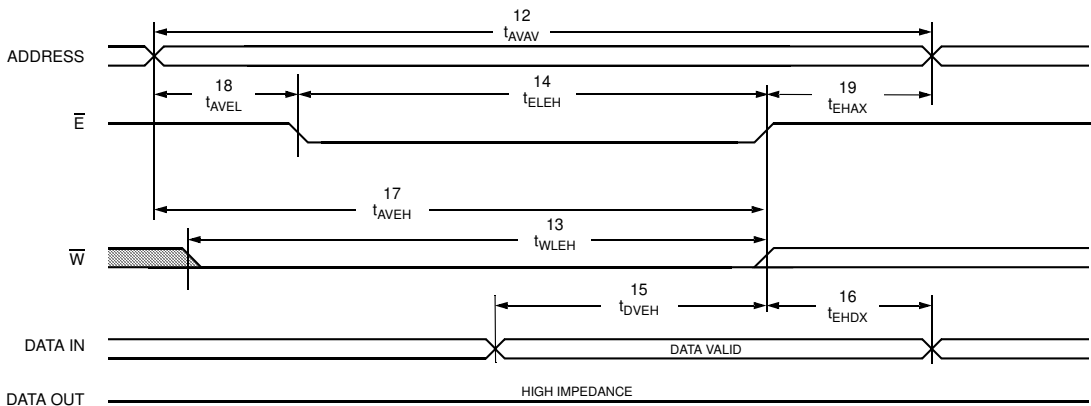 12
tAVAV
ADDRESS
18
tAVEL
14
tELEH
19
tEHAX
E
17
tAVEH
13
tWLEH
W
15
tDVEH
16
tEHDX
DATA IN
DATA VALID
HIGH IMPEDANCE
DATA OUT